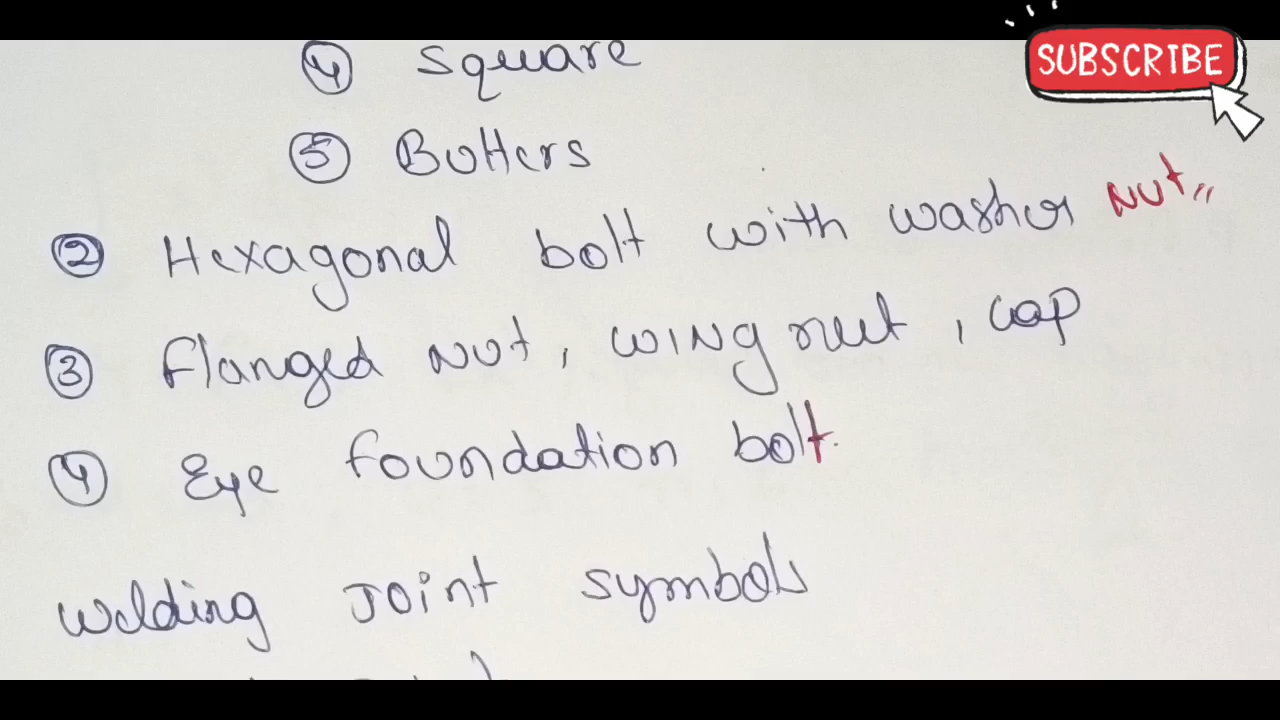 ④ Square
SUBSCRIBE
⑤ Butters
② Hexagonal bolt with washer Nut,,
③ Flanged Nut, wing nut, cap
④ Eye foundation bolt.
welding Joint symbols